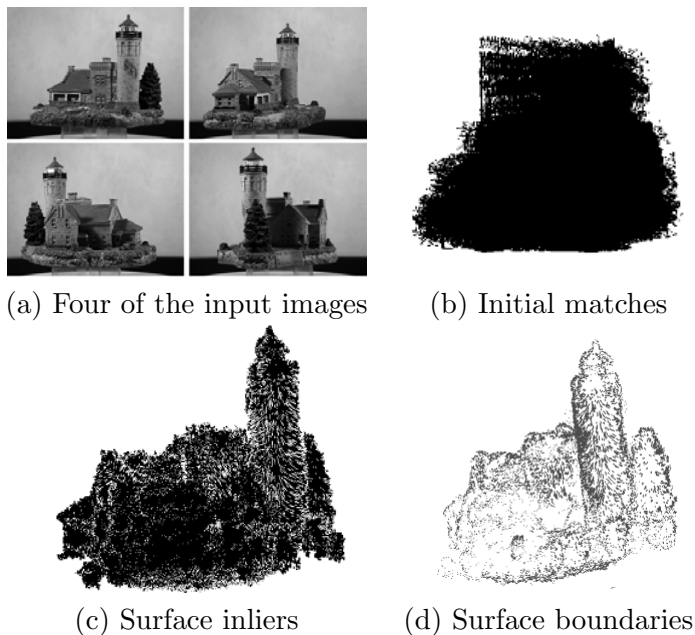 (a) Four of the input images
(b) Initial matches
(c) Surface inliers
(d) Surface boundaries